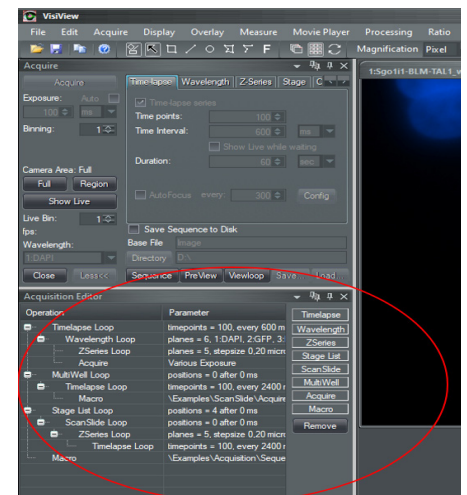 VisiView
File Edit Acquire Display Overlay Measure Movie Player Processing Ratio
Magnification Pixel
Acquire
1:Sgo1i1-BLM-TAL1_v
Acquire
Time-lapse Wavelength Z-Series Stage C
Exposure: Auto
Time-lapse series
100 ms
Time points: 100
Binning: 1
Time Interval: 600 ms
Show Live while waiting
Duration: 60 sec
Camera Area: Full
Full Region
AutoFocus every: 300 Config
Show Live
Live Bin: 1
Save Sequence to Disk
fps:
Base File Image
Wavelength:
1:DAPI
Directory D:\
Close Less<< Sequence PreView Viewloop Save Load
Acquisition Editor
Operation Parameter
Timelapse
Timelapse Loop timepoints = 100, every 600 m
Wavelength
Wavelength Loop planes = 6, 1:DAPI, 2:GFP, 3:
ZSeries
ZSeries Loop planes = 5, stepsize 0,20 micr
Stage List
Acquire Various Exposure
ScanSlide
MultiWell Loop positions = 0 after 0 ms
MultiWell
Timelapse Loop timepoints = 100, every 2400 r
Acquire
Macro \Examples\ScanSlide\Acquire
Macro
Stage List Loop positions = 4 after 0 ms
ScanSlide Loop positions = 0 after 0 ms
Remove
ZSeries Loop planes = 5, stepsize 0,20 micr
Timelapse Loop timepoints = 100, every 2400 r
Macro \Examples\Acquisition\Seque